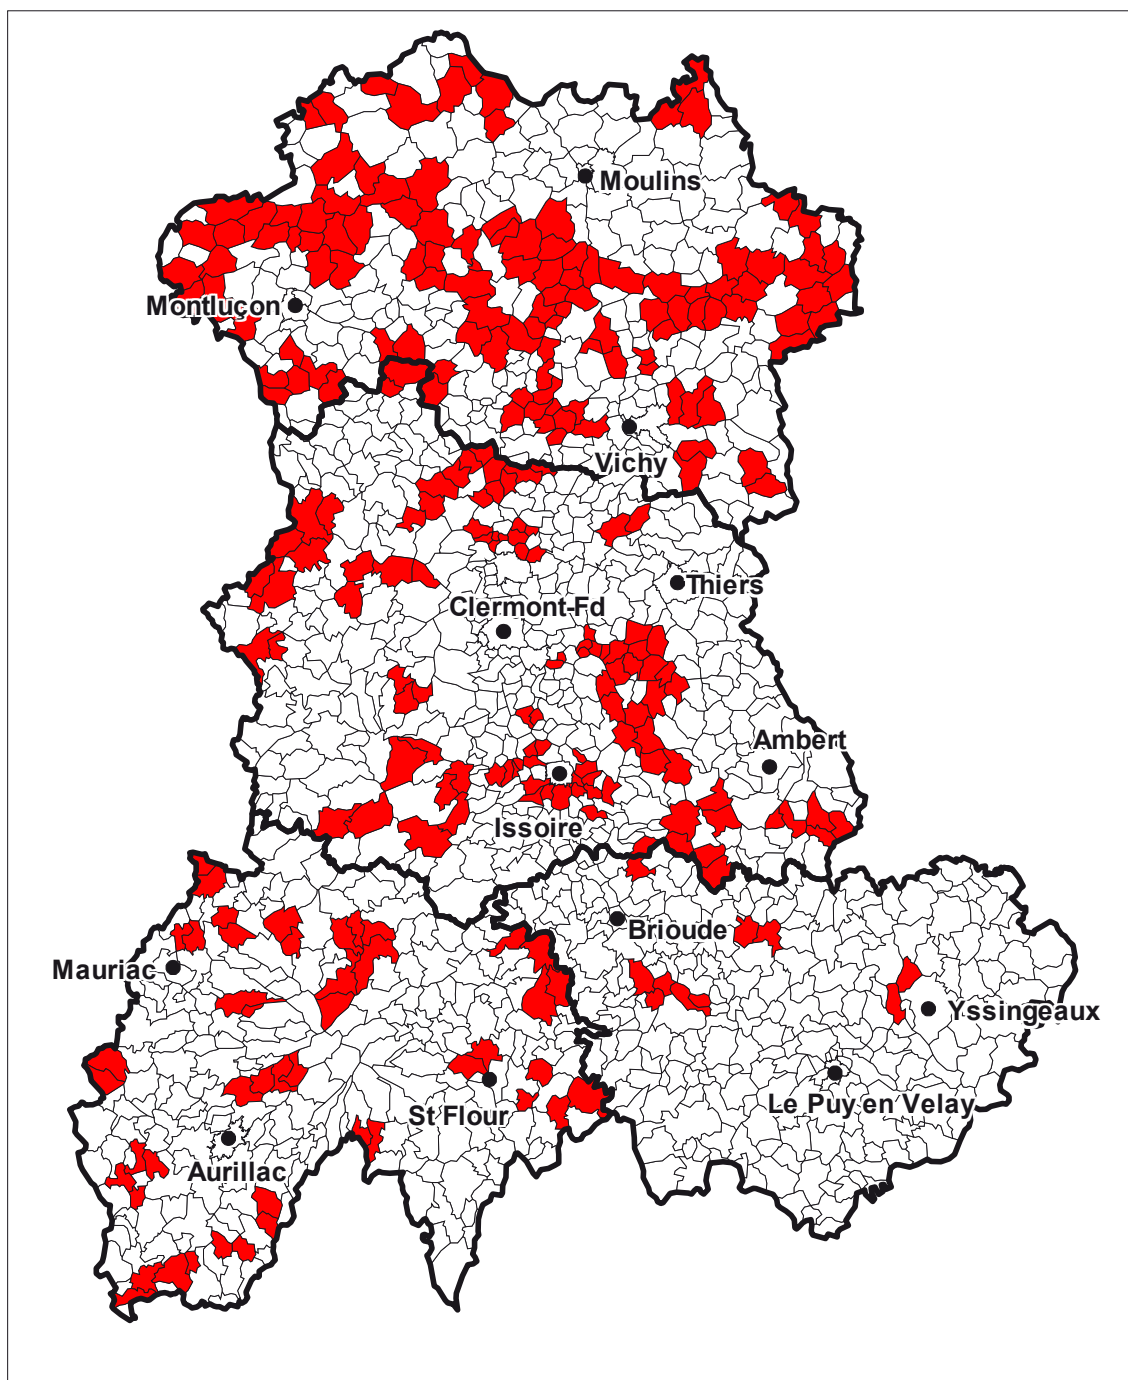 Moulins
Montluçon
Vichy
Thiers
Clermont-Fd
Ambert
Issoire
Brioude
Mauriac
Yssingeaux
St Flour
Le Puy en Velay
Aurillac